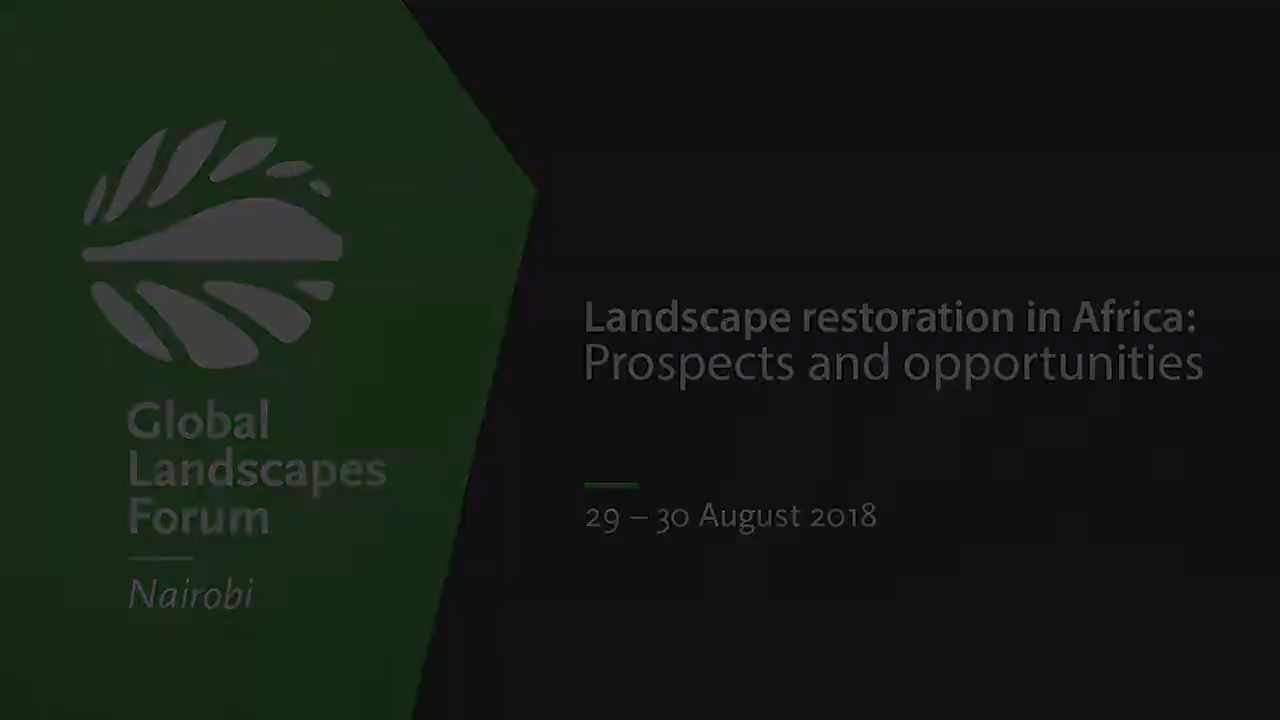 Global
Landscapes
Forum
Nairobi
Landscape restoration in Africa:
Prospects and opportunities
29 – 30 August 2018